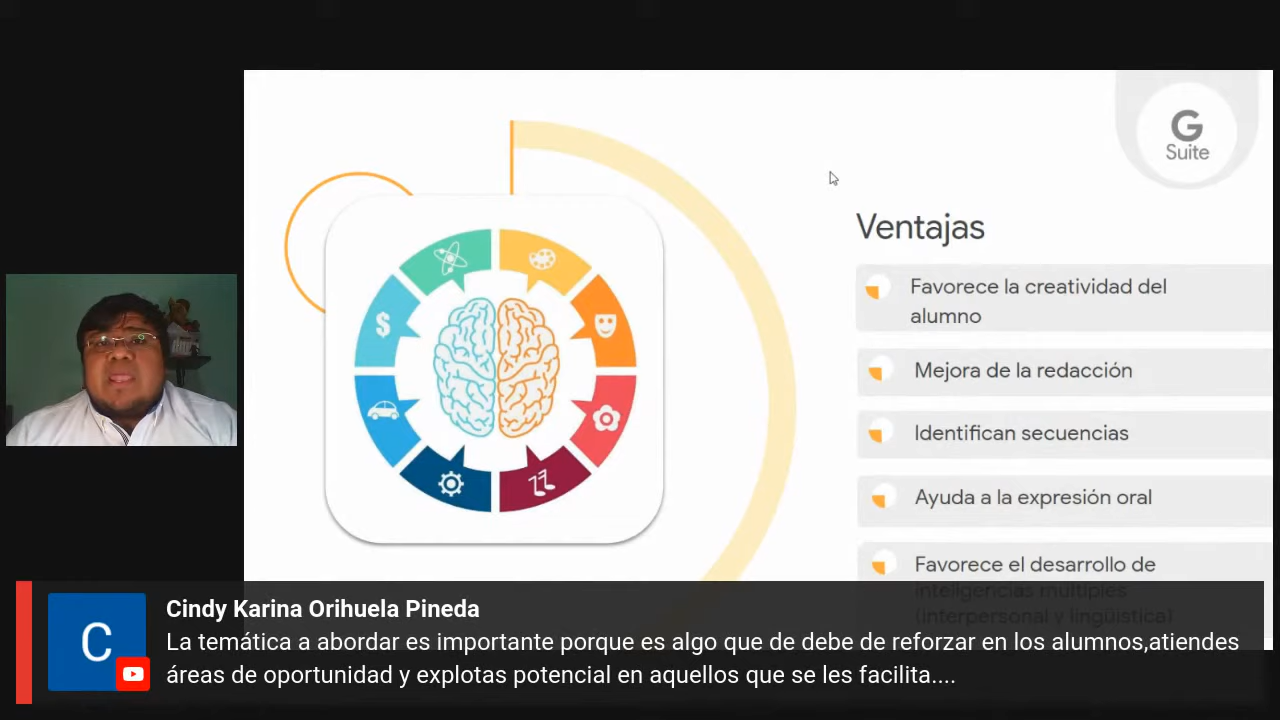 G
Suite
Ventajas
Favorece la creatividad del
alumno
Mejora de la redacción
Identifican secuencias
Ayuda a la expresión oral
Favorece el desarrollo de
inteligencias múltiples
(interpersonal y lingüística)
$
C
Cindy Karina Orihuela Pineda
La temática a abordar es importante porque es algo que de debe de reforzar en los alumnos,atiendes
áreas de oportunidad y explotas potencial en aquellos que se les facilita....